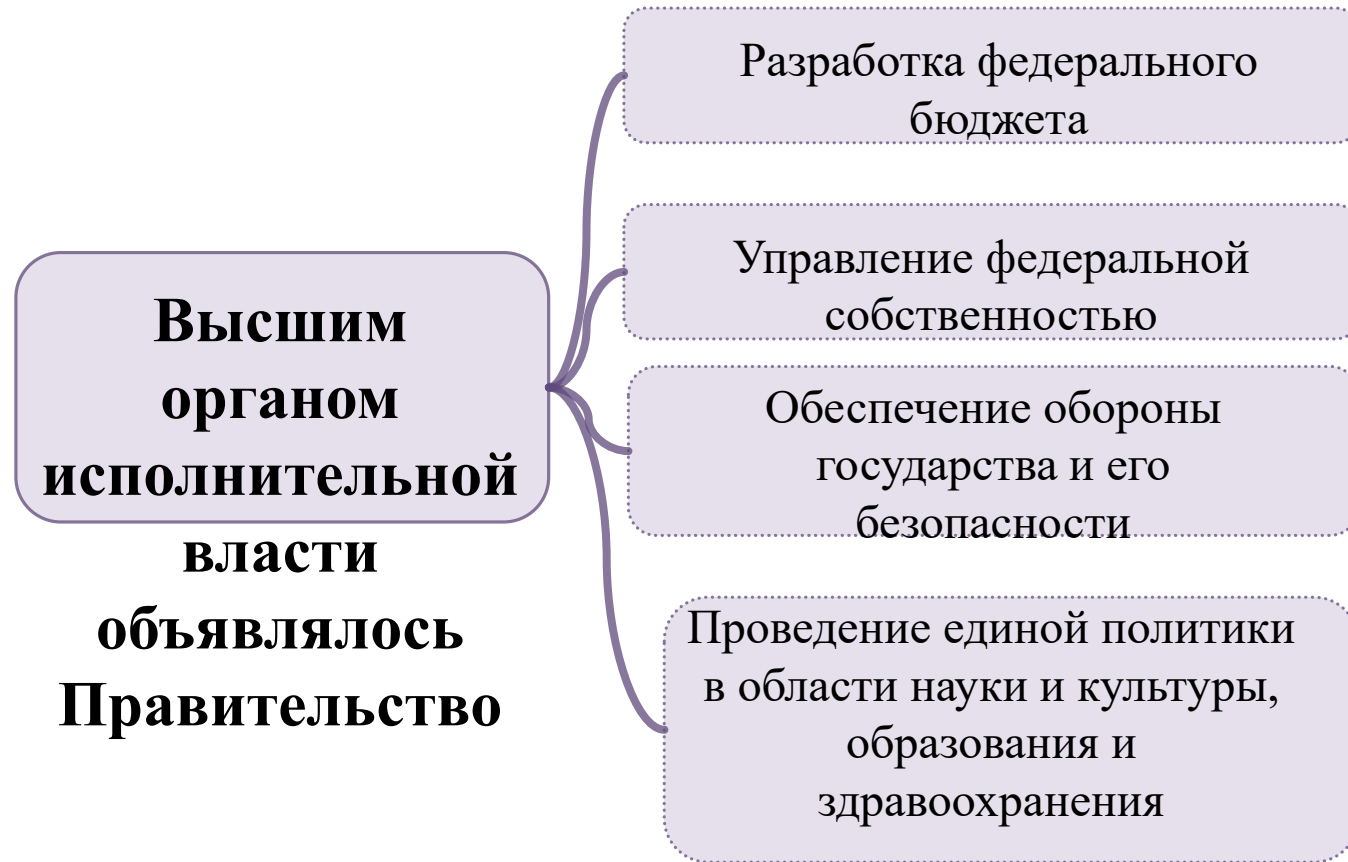 Высшим
органом
исполнительной
власти
объявлялось
Правительство
Разработка федерального
бюджета
Управление федеральной
собственностью
Обеспечение обороны
государства и его
безопасности
Проведение единой политики
в области науки и культуры,
образования и
здравоохранения